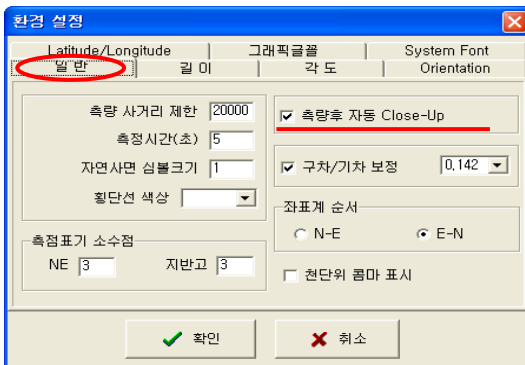 환경 설정
Latitude/Longitude 그래픽글꼴 System Font
일 반 길 이 각 도 Orientation
측량 사거리 제한 20000
측정시간(초) 5
자연사면 심볼크기 1
횡단선 색상
측점표기 소수점
NE 3 지반고 3
측량후 자동 Close-Up
구차/기차 보정 0,142
좌표계 순서
N-E E-N
천단위 콤마 표시
확인 취소